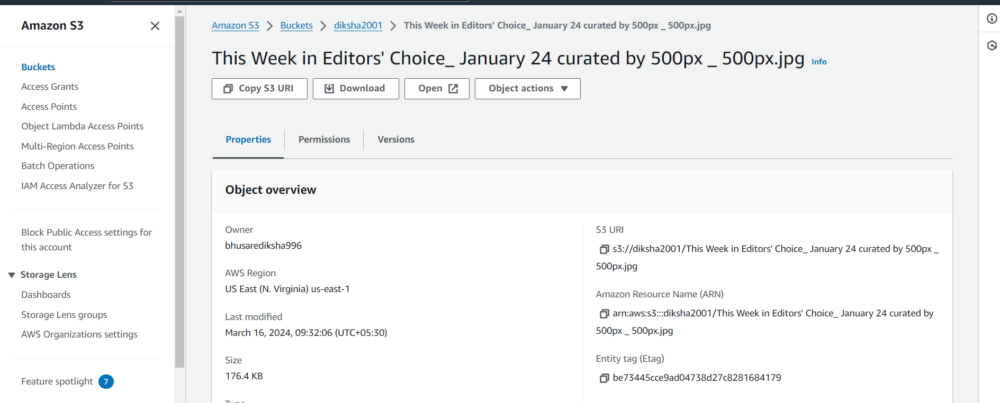 Amazon S3
Buckets
Access Grants
Access Points
Object Lambda Access Points
Multi-Region Access Points
Batch Operations
IAM Access Analyzer for S3
Block Public Access settings for
this account
Storage Lens
Dashboards
Storage Lens groups
AWS Organizations settings
Feature spotlight 7
Amazon S3 > Buckets > diksha2001 > This Week in Editors' Choice_ January 24 curated by 500px _ 500px.jpg
This Week in Editors' Choice_ January 24 curated by 500px _ 500px.jpg Info
Copy S3 URI Download Open Object actions
Properties Permissions Versions
Object overview
Owner
bhusarediksha996
AWS Region
US East (N. Virginia) us-east-1
Last modified
March 16, 2024, 09:32:06 (UTC+05:30)
Size
176.4 KB
S3 URI
s3://diksha2001/This Week in Editors' Choice_ January 24 curated by 500px _
500px.jpg
Amazon Resource Name (ARN)
arn:aws:s3:::diksha2001/This Week in Editors' Choice_ January 24 curated by
500px _ 500px.jpg
Entity tag (Etag)
be73445cce9ad04738d27c8281684179